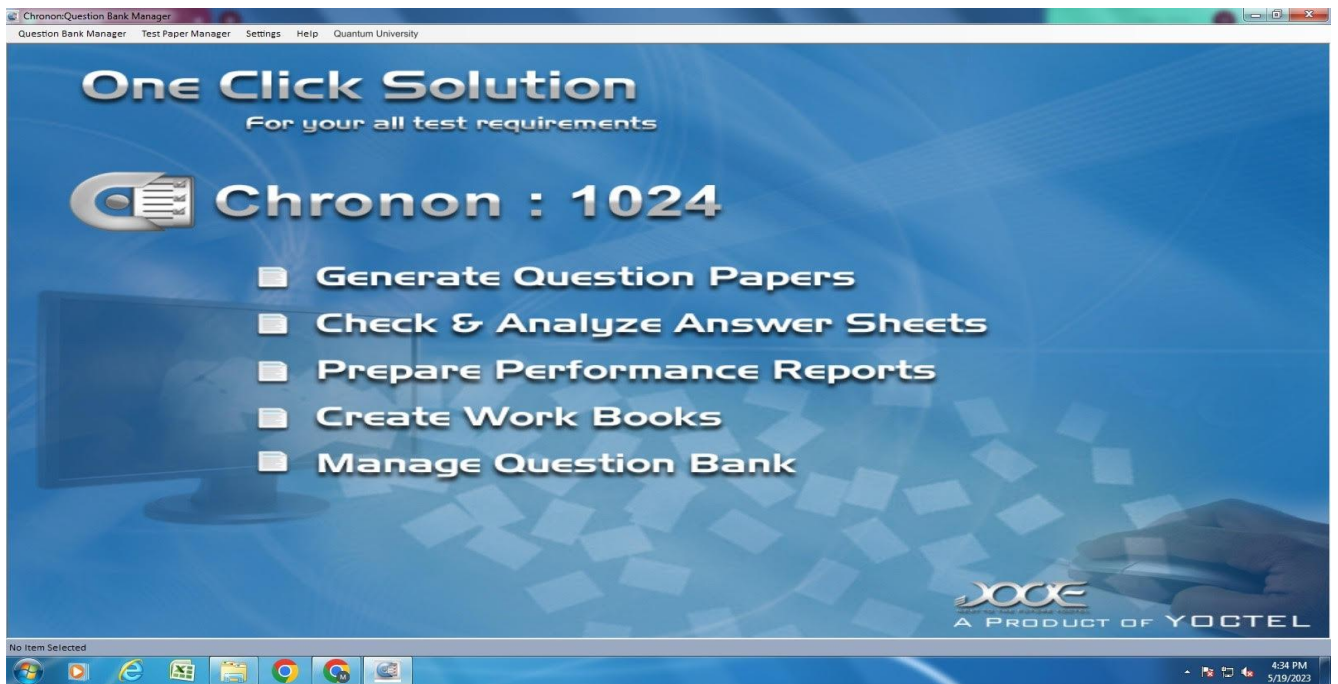 Chronon:Question Bank Manager
Question Bank Manager Test Paper Manager Settings Help Quantum University
One Click Solution
For your all test requirements
Chronon : 1024
Generate Question Papers
Check & Analyze Answer Sheets
Prepare Performance Reports
Create Work Books
Manage Question Bank
A PRODUCT OF YOCTEL
No Item Selected
4:34 PM
5/19/2023